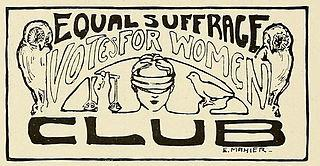 EQUAL SUFFRAGE
VOTES FOR WOMEN
CLUB
E. MAHIER-